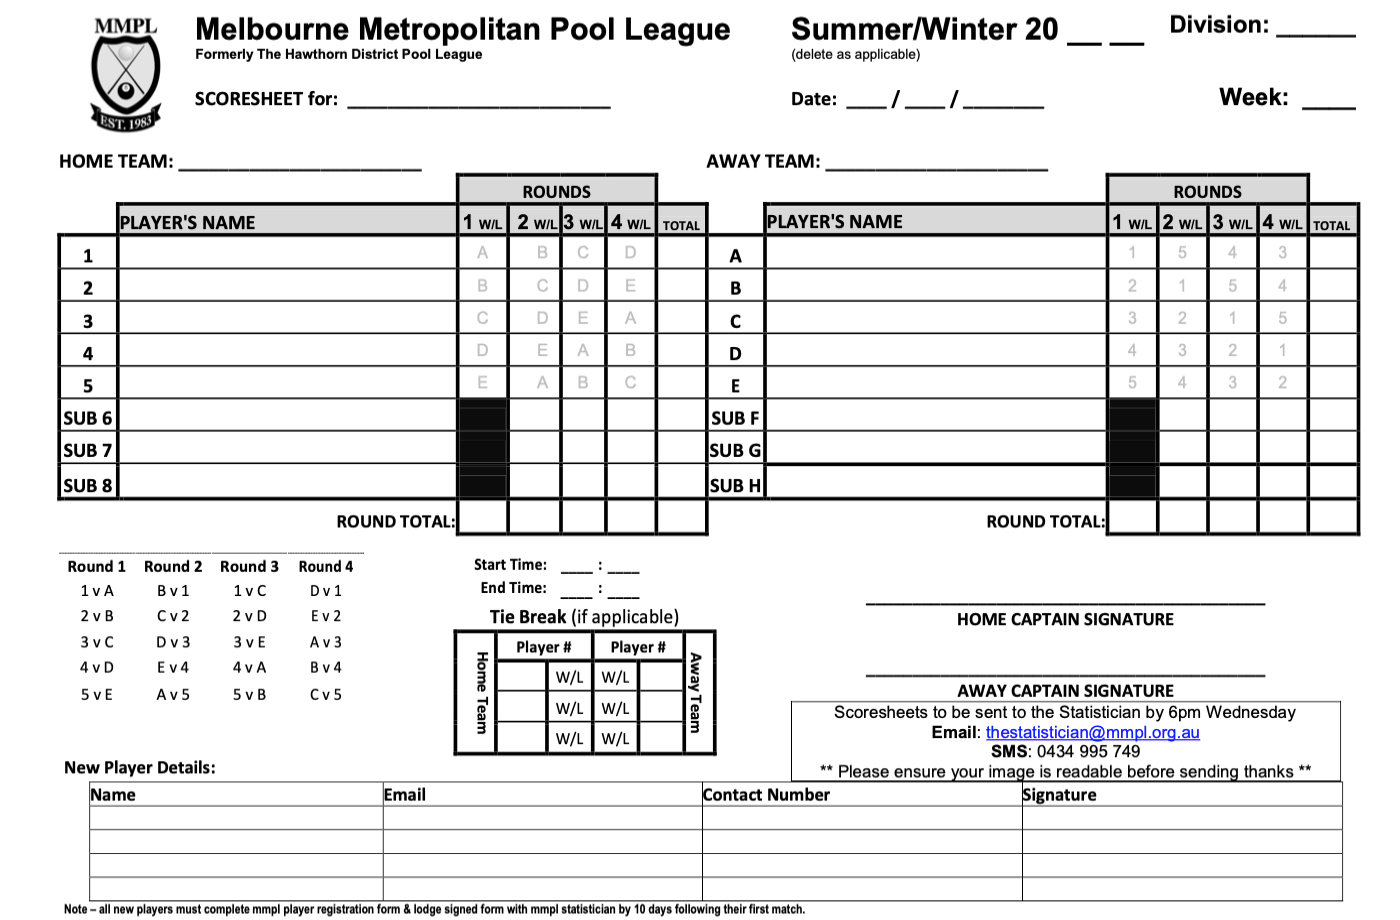 MMPL
EST. 1983
Melbourne Metropolitan Pool League
Formerly The Hawthorn District Pool League
Summer/Winter 20 __ __
(delete as applicable)
Division: ______
SCORESHEET for: ____________________
Date: ___ / ___ / ______
Week: ____
HOME TEAM: ____________________
AWAY TEAM: ____________________
ROUNDS
ROUNDS
PLAYER'S NAME 1 W/L 2 W/L 3 W/L 4 W/L TOTAL PLAYER'S NAME 1 W/L 2 W/L 3 W/L 4 W/L TOTAL
1 A B C D A 1 5 4 3
2 B C D E B 2 1 5 4
3 C D E A C 3 2 1 5
4 D E A B D 4 3 2 1
5 E A B C E 5 4 3 2
SUB 6 SUB F
SUB 7 SUB G
SUB 8 SUB H
ROUND TOTAL: ROUND TOTAL:
Round 1 Round 2 Round 3 Round 4
1 v A B v 1 1 v C D v 1
2 v B C v 2 2 v D E v 2
3 v C D v 3 3 v E A v 3
4 v D E v 4 4 v A B v 4
5 v E A v 5 5 v B C v 5
Start Time: ____ : ____
End Time: ____ : ____
Tie Break (if applicable)
Home Team
Player # Player #
W/L W/L
W/L W/L
W/L W/L
Away Team
HOME CAPTAIN SIGNATURE
AWAY CAPTAIN SIGNATURE
Scoresheets to be sent to the Statistician by 6pm Wednesday
Email: thestatistician@mmpl.org.au
SMS: 0434 995 749
** Please ensure your image is readable before sending thanks **
New Player Details:
Name Email Contact Number Signature
Note – all new players must complete mmpl player registration form & lodge signed form with mmpl statistician by 10 days following their first match.